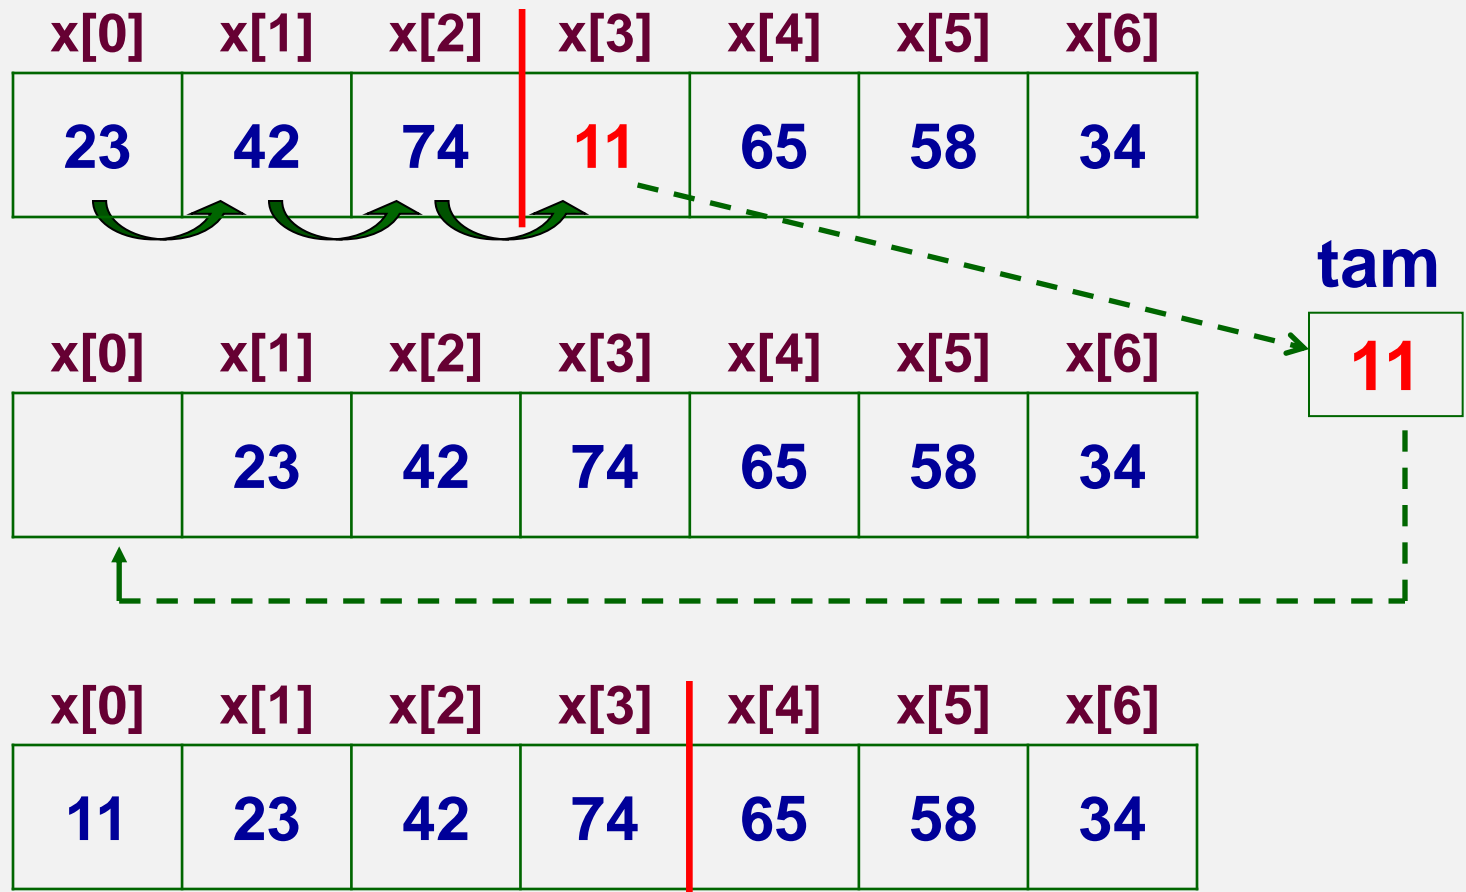 x[0] x[1] x[2] x[3] x[4] x[5] x[6]
23 42 74 11 65 58 34
tam
11
x[0] x[1] x[2] x[3] x[4] x[5] x[6]
23 42 74 65 58 34
x[0] x[1] x[2] x[3] x[4] x[5] x[6]
11 23 42 74 65 58 34